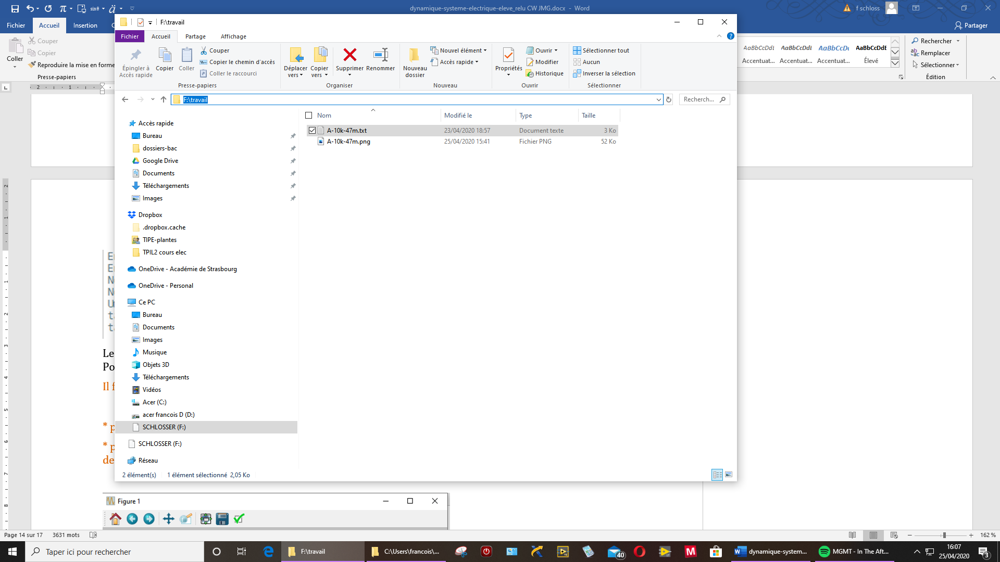 dynamique-systeme-electrique-eleve_relu CW JMG.docx - Word
f schloss
Fichier
Accueil
Insertion
Partager
Coller
Couper
Copier
Reproduire la mise en forme
Presse-papiers
F:\travail
Fichier
Accueil
Partage
Affichage
Épingler à
Accès rapide
Copier
Coller
Couper
Copier le chemin d'accès
Coller le raccourci
Presse-papiers
Déplacer
vers
Copier
vers
Supprimer
Renommer
Organiser
Nouveau
dossier
Nouvel élément
Accès rapide
Nouveau
Propriétés
Ouvrir
Modifier
Historique
Ouvrir
Sélectionner tout
Aucun
Inverser la sélection
Sélectionner
AaBbCcDdI AaBbCcDdI AaBbCcDc AaBbCcDdE
Accentuat... Accentuat... Accentuat... Élevé
Rechercher
Remplacer
Sélectionner
Édition
F:\travail
Recherch...
Nom Modifié le Type Taille
A-10k-47m.txt 23/04/2020 18:57 Document texte 3 Ko
A-10k-47m.png 25/04/2020 15:41 Fichier PNG 52 Ko
Accès rapide
Bureau
dossiers-bac
Google Drive
Documents
Téléchargements
Images
Dropbox
.dropbox.cache
TIPE-plantes
TPIL2 cours elec
OneDrive - Académie de Strasbourg
OneDrive - Personal
Ce PC
Bureau
Documents
Images
Musique
Objets 3D
Téléchargements
Vidéos
Acer (C:)
acer francois D (D:)
SCHLOSSER (F:)
SCHLOSSER (F:)
Réseau
2 élément(s) 1 élément sélectionné 2,05 Ko
Le
Po
Il f
* p
* p
de
Figure 1
Page 14 sur 17 3631 mots
162 %
Taper ici pour rechercher
F:\travail
C:\Users\francois\...
40
dynamique-system...
MGMT - In The Aft...
16:07
25/04/2020
3